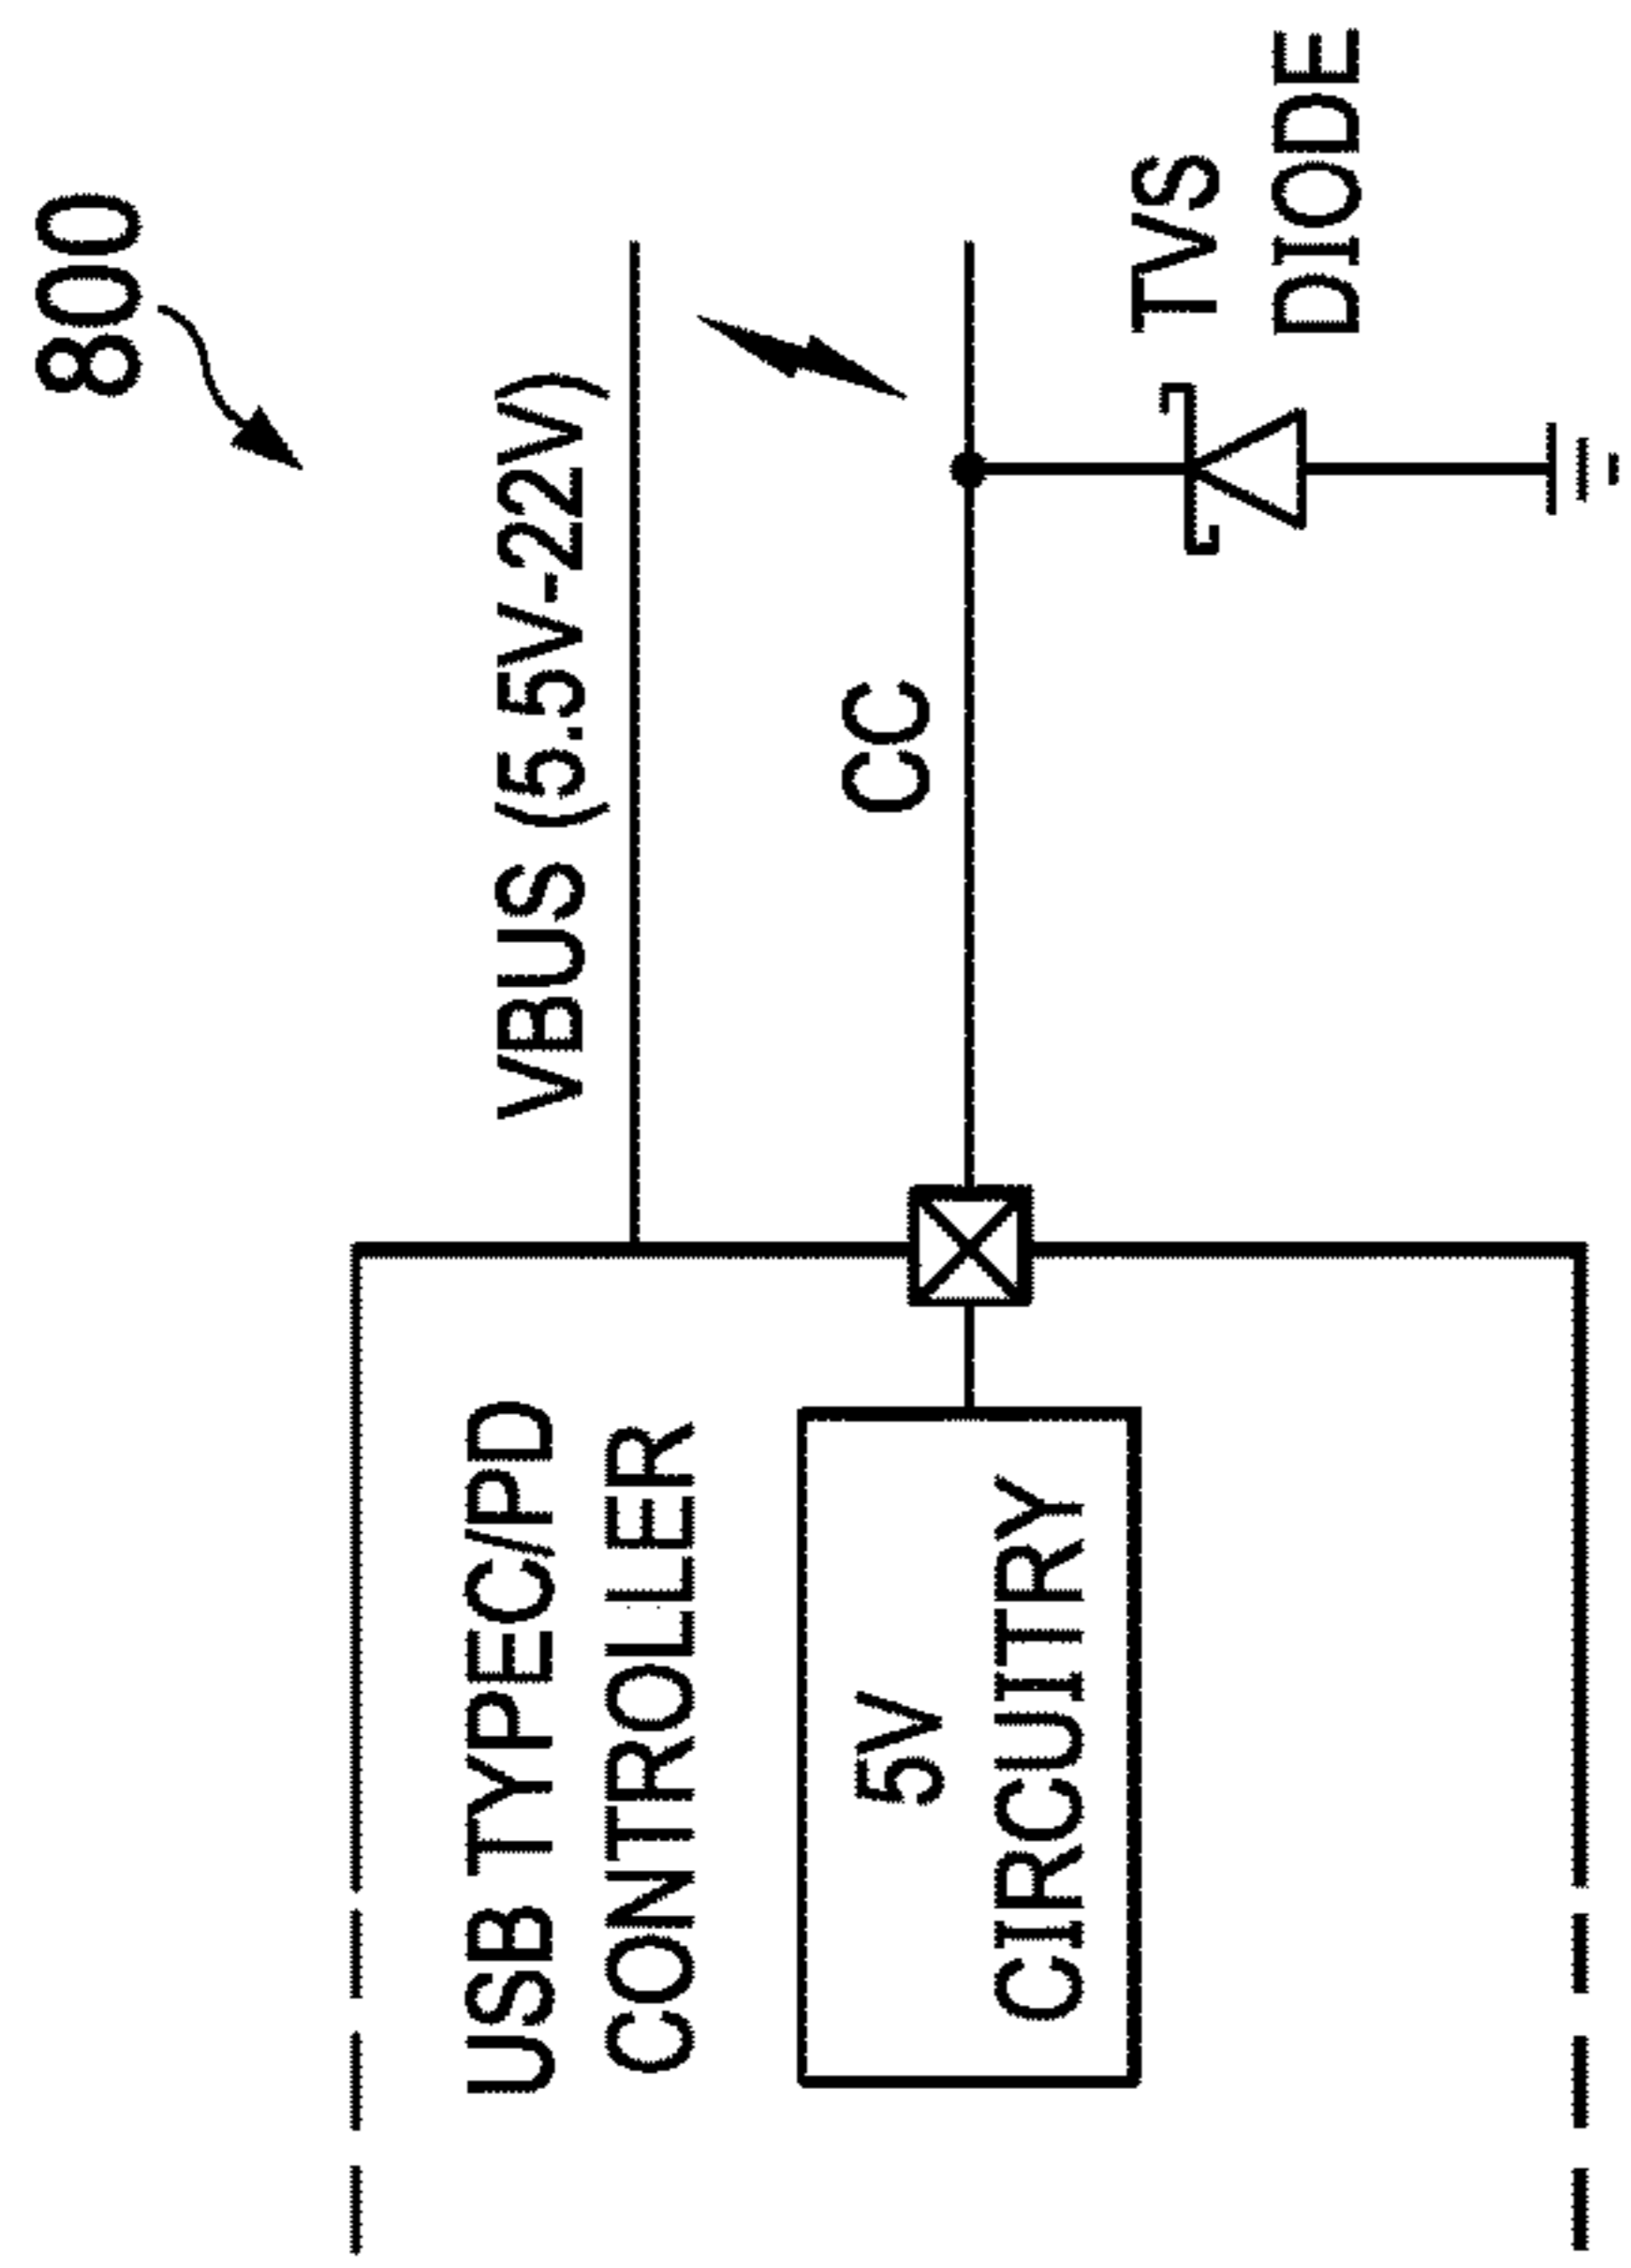 800
VBUS (5.5V-22V)
CC
TVS
DIODE
USB TYPEC/PD
CONTROLLER
5V
CIRCUITRY